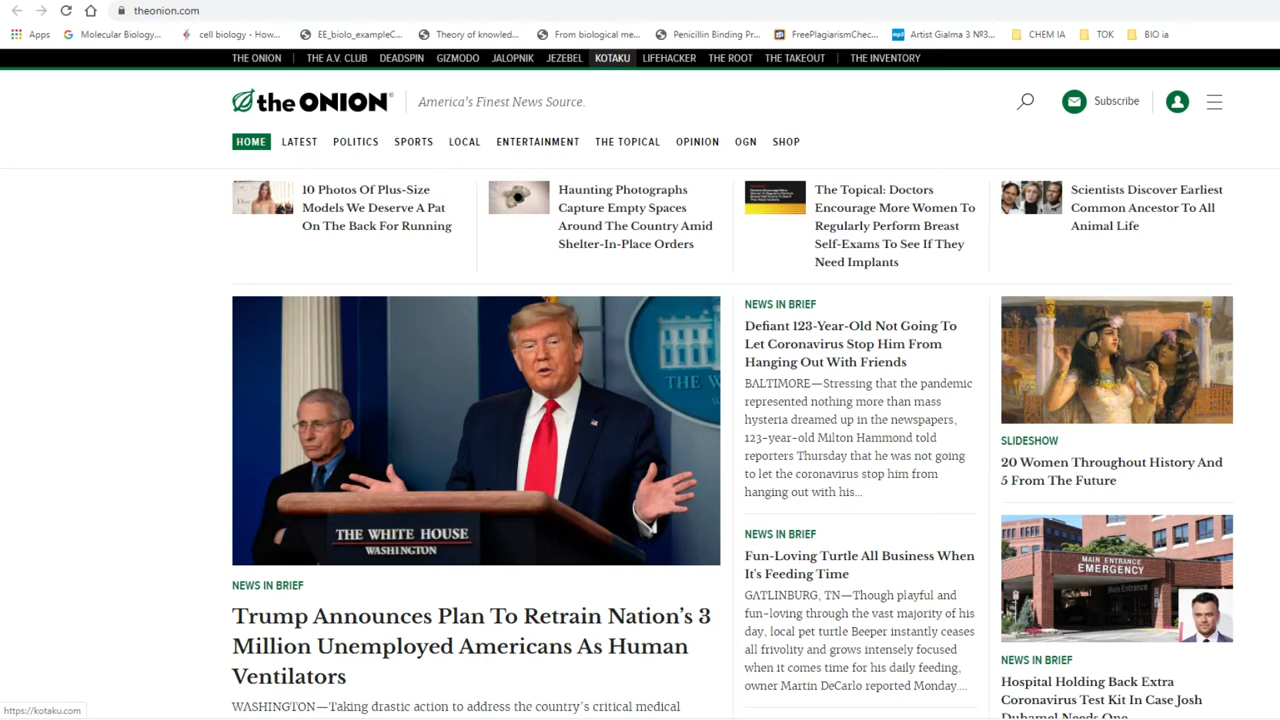 theonion.com
Apps Molecular Biology... cell biology - How... EE_biolo_exampleC... Theory of knowled... From biological me... Penicillin Binding Pr... FreePlagiarismChec... Artist Gialma 3 №3... CHEM IA TOK BIO ia
THE ONION THE A.V. CLUB DEADSPIN GIZMODO JALOPNIK JEZEBEL KOTAKU LIFEHACKER THE ROOT THE TAKEOUT THE INVENTORY
the ONION® America's Finest News Source. Subscribe
HOME LATEST POLITICS SPORTS LOCAL ENTERTAINMENT THE TOPICAL OPINION OGN SHOP
10 Photos Of Plus-Size
Models We Deserve A Pat
On The Back For Running
Haunting Photographs
Capture Empty Spaces
Around The Country Amid
Shelter-In-Place Orders
The Topical: Doctors
Encourage More Women To
Regularly Perform Breast
Self-Exams To See If They
Need Implants
Scientists Discover Earliest
Common Ancestor To All
Animal Life
THE W
THE WHITE HOUSE
WASHINGTON
NEWS IN BRIEF
Trump Announces Plan To Retrain Nation's 3
Million Unemployed Americans As Human
Ventilators
WASHINGTON—Taking drastic action to address the country's critical medical
NEWS IN BRIEF
Defiant 123-Year-Old Not Going To
Let Coronavirus Stop Him From
Hanging Out With Friends
BALTIMORE—Stressing that the pandemic
represented nothing more than mass
hysteria dreamed up in the newspapers,
123-year-old Milton Hammond told
reporters Thursday that he was not going
to let the coronavirus stop him from
hanging out with his...
NEWS IN BRIEF
Fun-Loving Turtle All Business When
It's Feeding Time
GATLINBURG, TN—Though playful and
fun-loving through the vast majority of his
day, local pet turtle Beeper instantly ceases
all frivolity and grows intensely focused
when it comes time for his daily feeding,
owner Martin DeCarlo reported Monday....
SLIDESHOW
20 Women Throughout History And
5 From The Future
MAIN ENTRANCE
EMERGENCY
Main Entrance
NEWS IN BRIEF
Hospital Holding Back Extra
Coronavirus Test Kit In Case Josh
Duhamel Needs One
https://kotaku.com